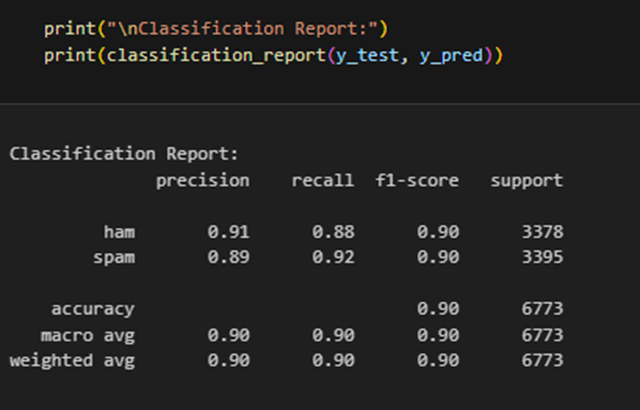 print("\nClassification Report:")
print(classification_report(y_test, y_pred))
Classification Report:
precision recall f1-score support
ham 0.91 0.88 0.90 3378
spam 0.89 0.92 0.90 3395
accuracy 0.90 6773
macro avg 0.90 0.90 0.90 6773
weighted avg 0.90 0.90 0.90 6773